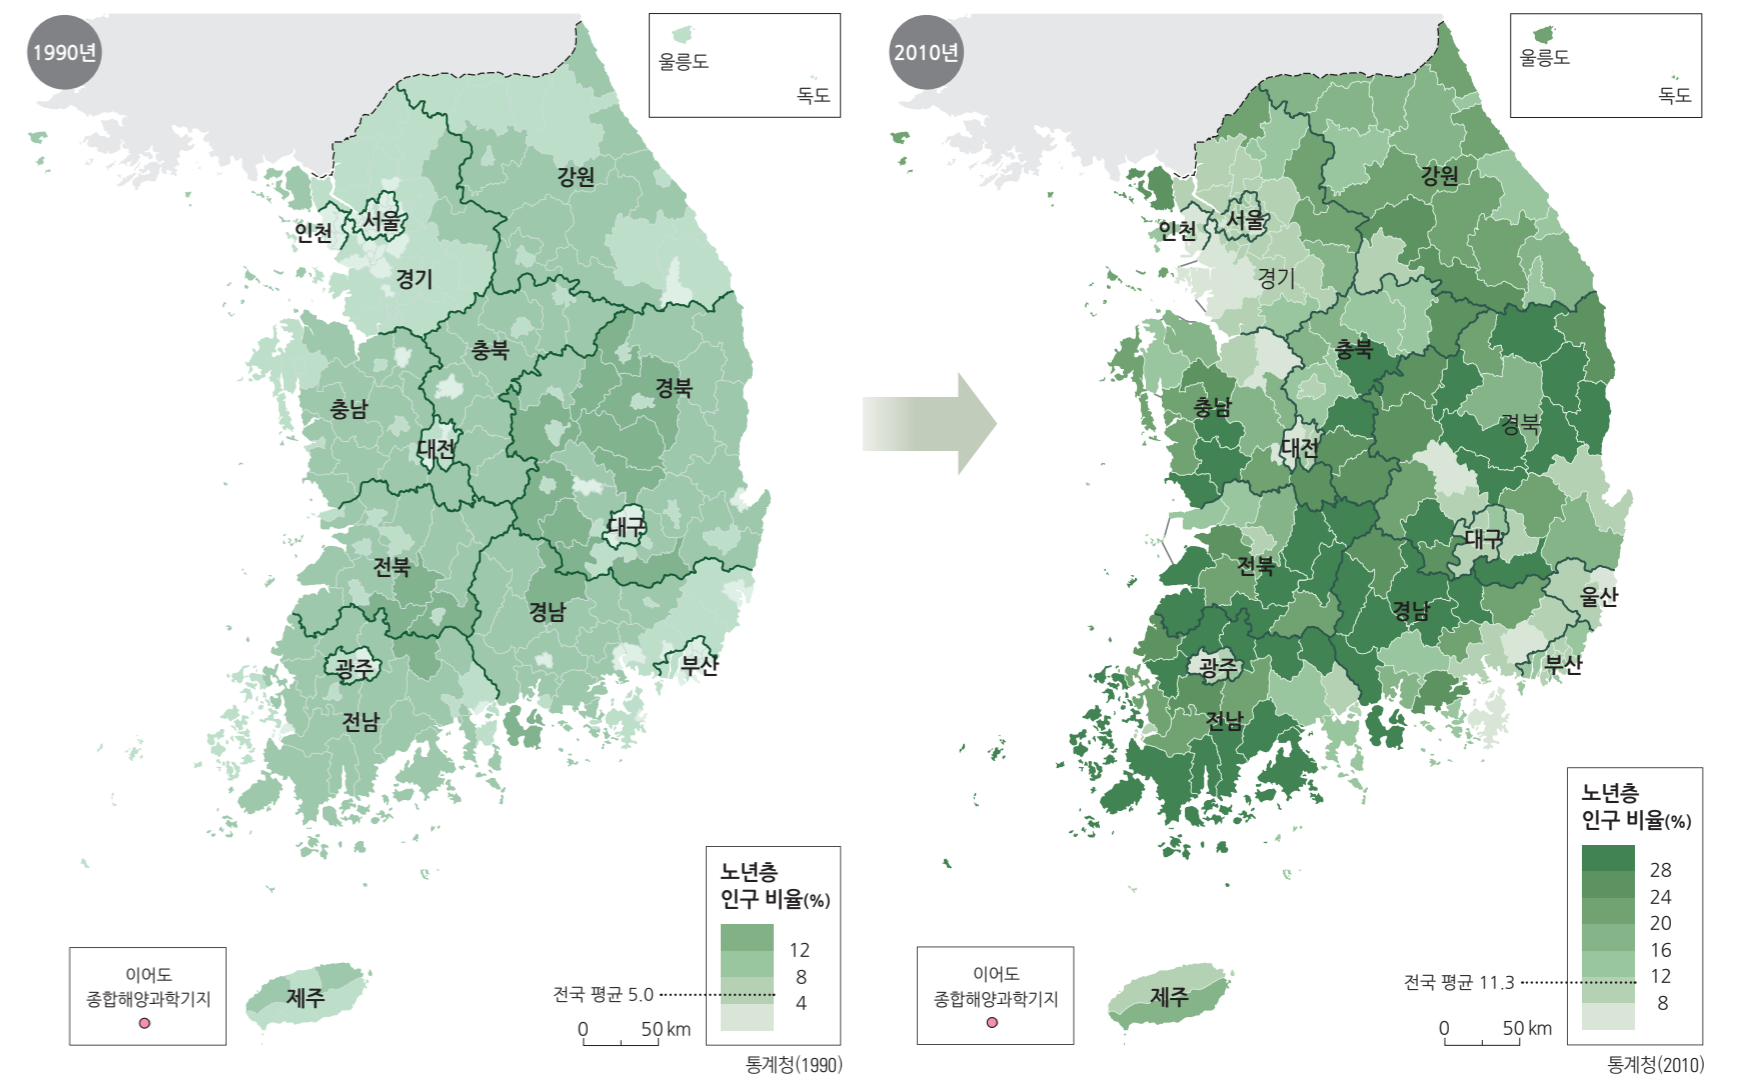 1990년
울릉도
독도
강원
서울
인천
경기
충북
경북
충남
대전
대구
전북
경남
부산
광주
전남
제주
이어도
종합해양과학기지
노년층
인구 비율(%)
12
8
4
전국 평균 5.0
0 50 km
통계청(1990)
2010년
울릉도
독도
강원
서울
인천
경기
충북
충남
경북
대전
대구
전북
울산
경남
부산
광주
전남
제주
이어도
종합해양과학기지
노년층
인구 비율(%)
28
24
20
16
12
8
전국 평균 11.3
0 50 km
통계청(2010)